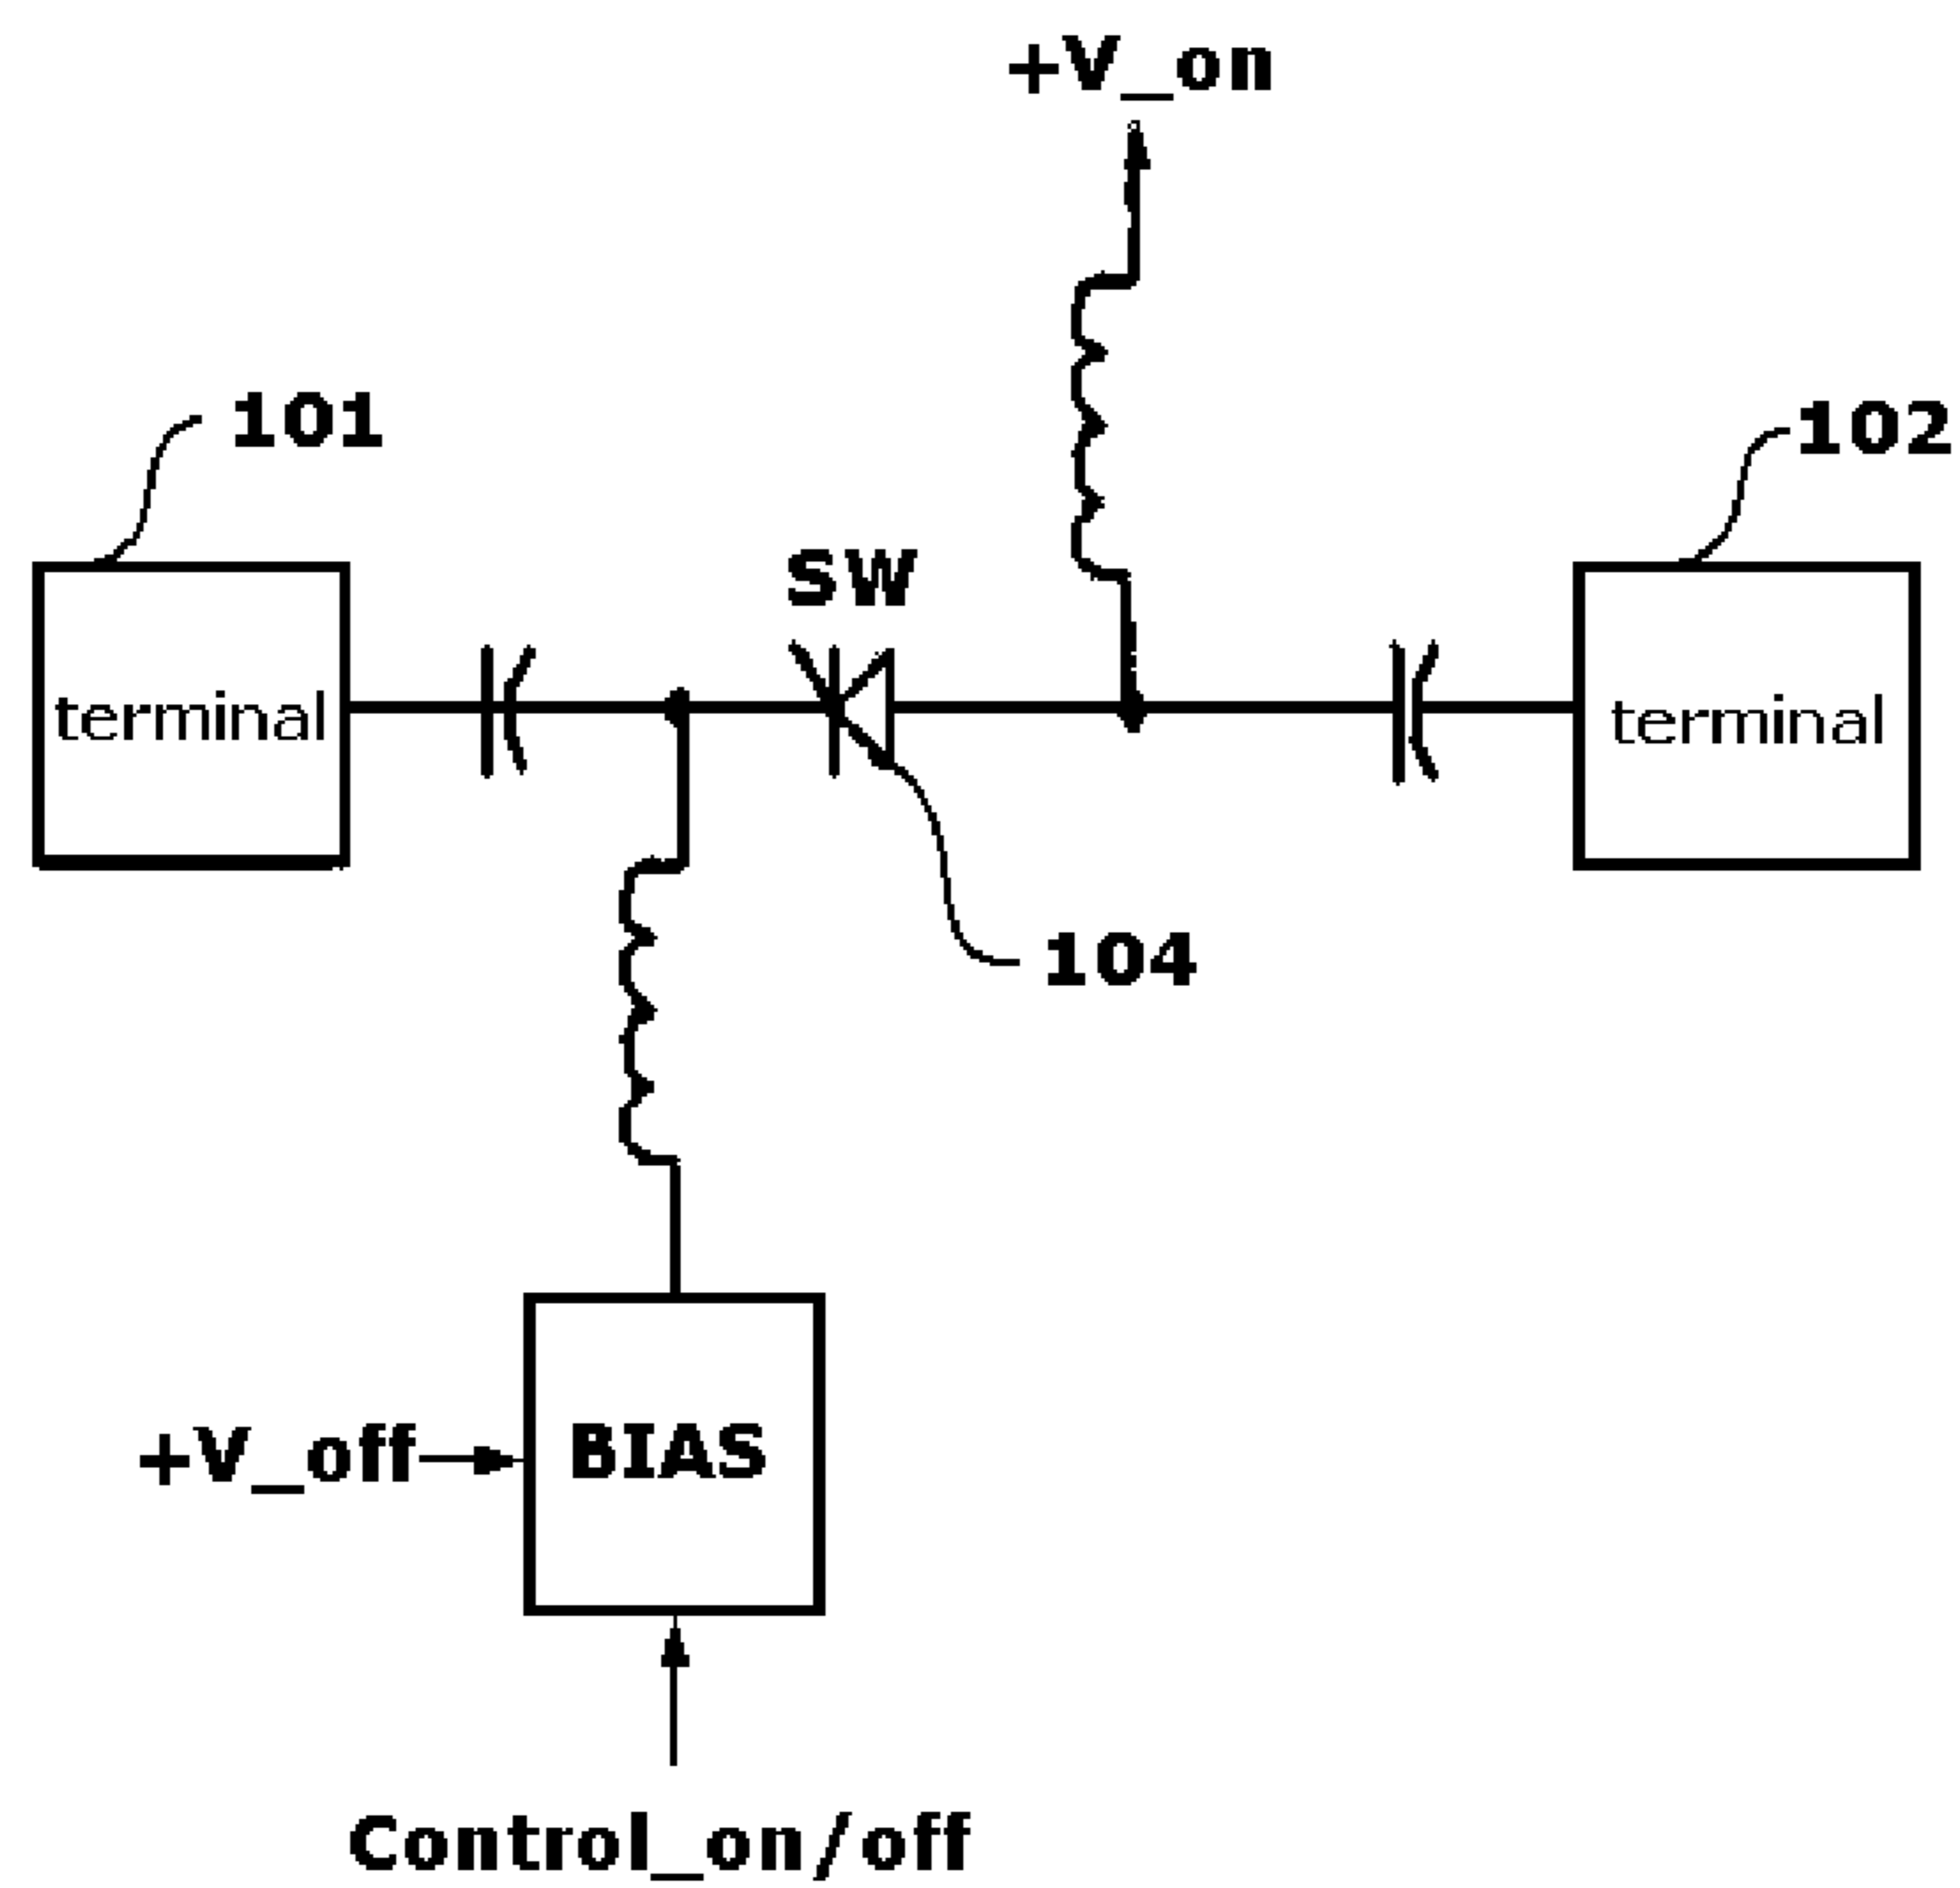 +V_on
101
102
SW
terminal
terminal
104
+V_off
BIAS
Control_on/off